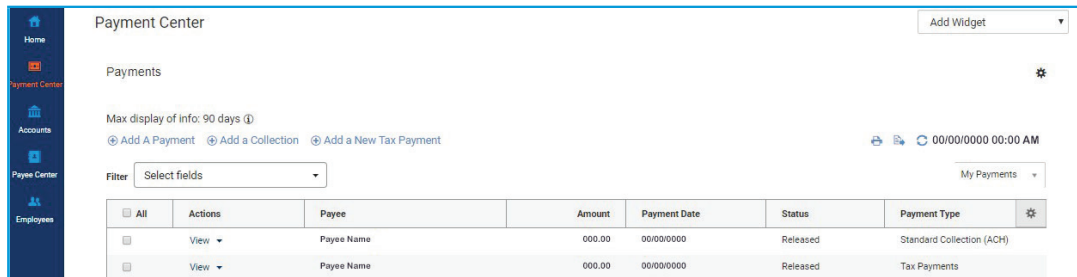 Home
Payment Center
Accounts
Payee Center
Employees
Payment Center
Add Widget
Payments
Max display of info: 90 days
Add A Payment Add a Collection Add a New Tax Payment
00/00/0000 00:00 AM
Filter Select fields
My Payments
All Actions Payee Amount Payment Date Status Payment Type
View Payee Name 000.00 00/00/0000 Released Standard Collection (ACH)
View Payee Name 000.00 00/00/0000 Released Tax Payments